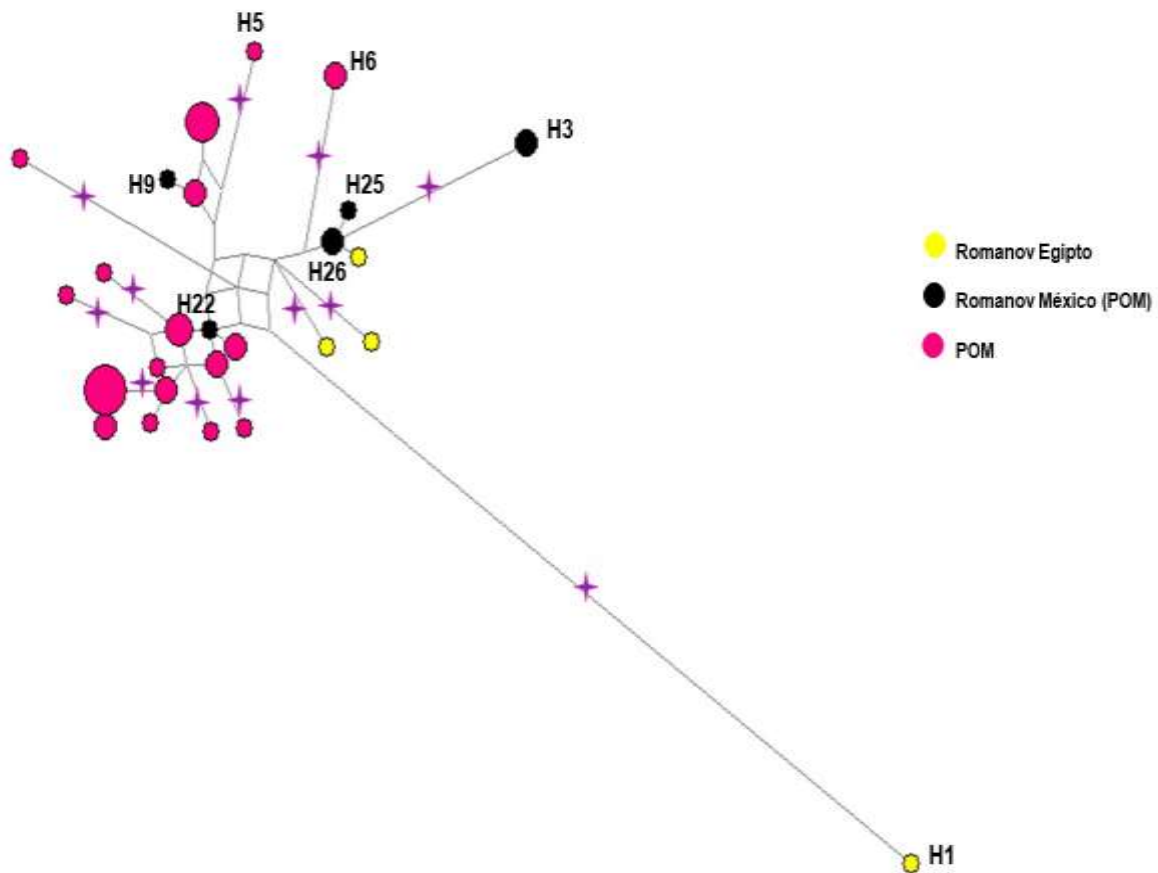 H5
H6
H3
H9
H25
H26
H22
Romanov Egipto
Romanov México (POM)
POM
H1